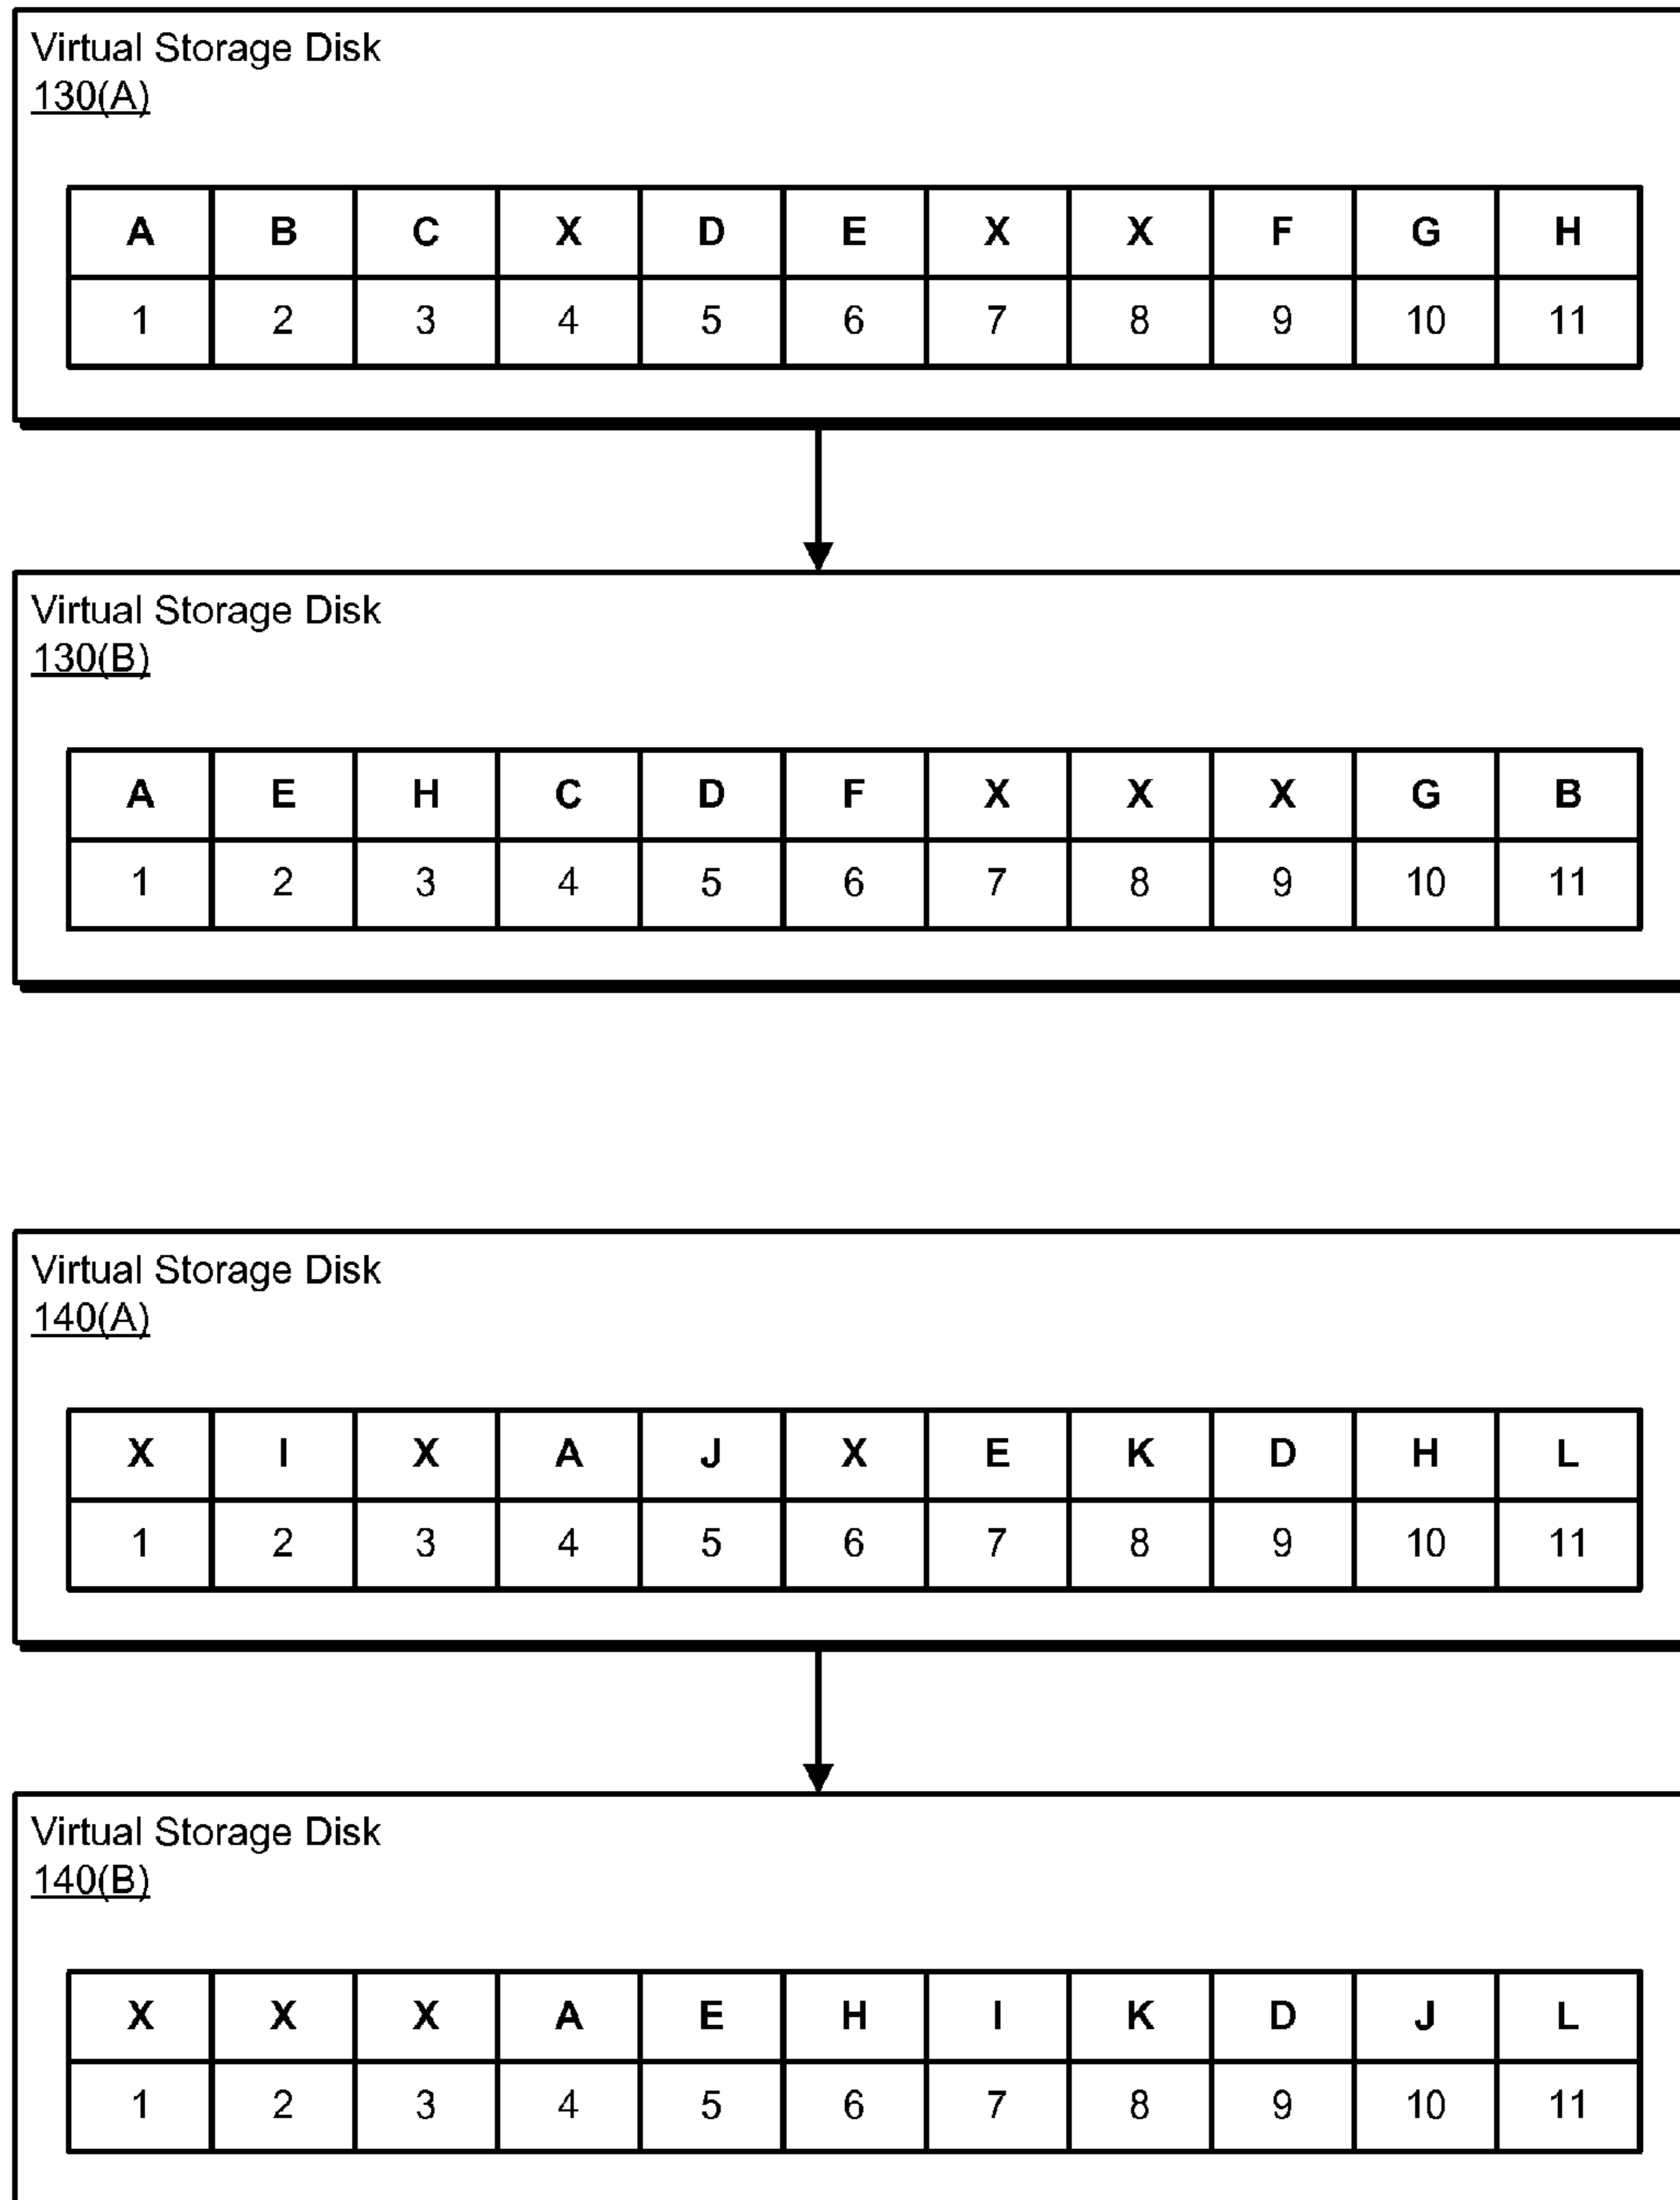 Virtual Storage Disk
130(A)
A B C X D E X X F G H
1 2 3 4 5 6 7 8 9 10 11
Virtual Storage Disk
130(B)
A E H C D F X X X G B
1 2 3 4 5 6 7 8 9 10 11
Virtual Storage Disk
140(A)
X I X A J X E K D H L
1 2 3 4 5 6 7 8 9 10 11
Virtual Storage Disk
140(B)
X X X A E H I K D J L
1 2 3 4 5 6 7 8 9 10 11